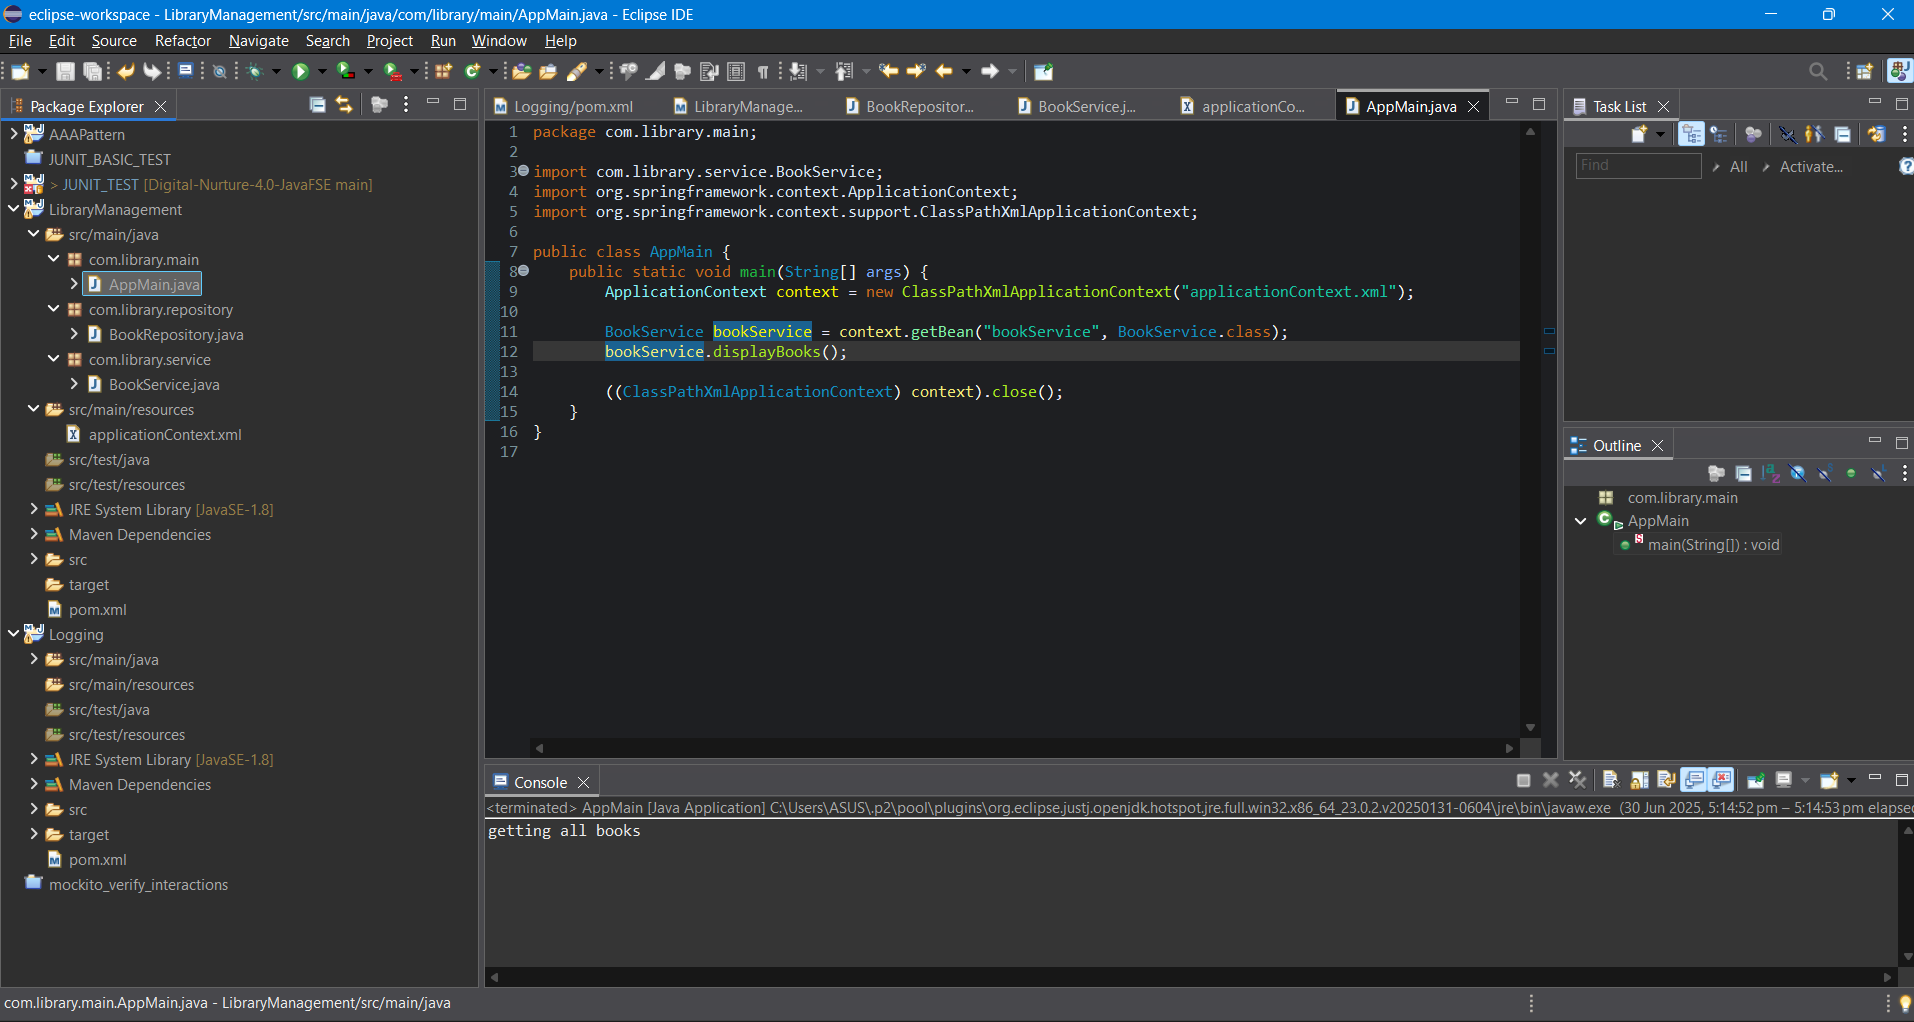 eclipse-workspace - LibraryManagement/src/main/java/com/library/main/AppMain.java - Eclipse IDE
File Edit Source Refactor Navigate Search Project Run Window Help
Package Explorer
AAAPattern
JUNIT_BASIC_TEST
> JUNIT_TEST [Digital-Nurture-4.0-JavaFSE main]
LibraryManagement
src/main/java
com.library.main
AppMain.java
com.library.repository
BookRepository.java
com.library.service
BookService.java
src/main/resources
applicationContext.xml
src/test/java
src/test/resources
JRE System Library [JavaSE-1.8]
Maven Dependencies
src
target
pom.xml
Logging
src/main/java
src/main/resources
src/test/java
src/test/resources
JRE System Library [JavaSE-1.8]
Maven Dependencies
src
target
pom.xml
mockito_verify_interactions
Logging/pom.xml LibraryManage... BookRepositor... BookService.j... applicationCo... AppMain.java
1 package com.library.main;
2
3 import com.library.service.BookService;
4 import org.springframework.context.ApplicationContext;
5 import org.springframework.context.support.ClassPathXmlApplicationContext;
6
7 public class AppMain {
8 public static void main(String[] args) {
9 ApplicationContext context = new ClassPathXmlApplicationContext("applicationContext.xml");
10
11 BookService bookService = context.getBean("bookService", BookService.class);
12 bookService.displayBooks();
13
14 ((ClassPathXmlApplicationContext) context).close();
15 }
16 }
17
Task List
Find All Activate...
Outline
com.library.main
AppMain
main(String[]) : void
Console
<terminated> AppMain [Java Application] C:\Users\ASUS\.p2\pool\plugins\org.eclipse.justj.openjdk.hotspot.jre.full.win32.x86_64_23.0.2.v20250131-0604\jre\bin\javaw.exe (30 Jun 2025, 5:14:52 pm – 5:14:53 pm elapse
getting all books
com.library.main.AppMain.java - LibraryManagement/src/main/java